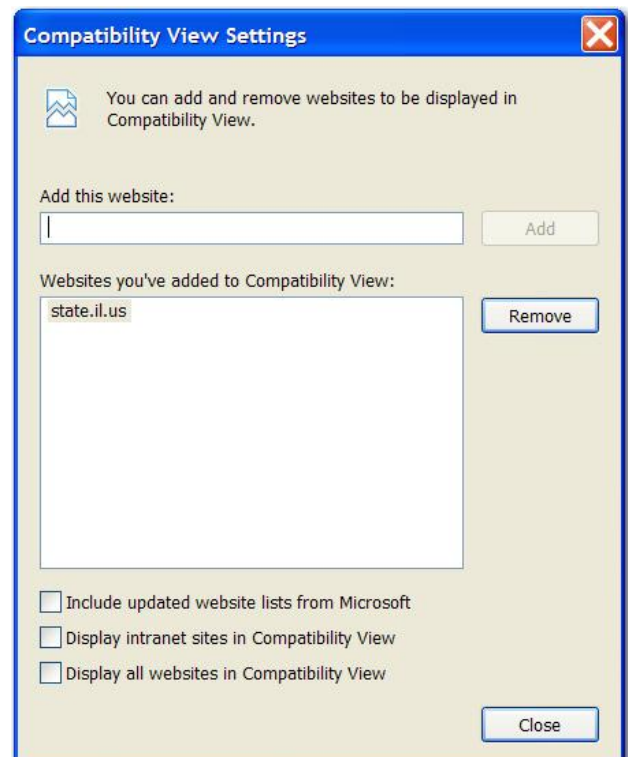 Compatibility View Settings
You can add and remove websites to be displayed in
Compatibility View.
Add this website:
Add
Websites you've added to Compatibility View:
state.il.us
Remove
Include updated website lists from Microsoft
Display intranet sites in Compatibility View
Display all websites in Compatibility View
Close